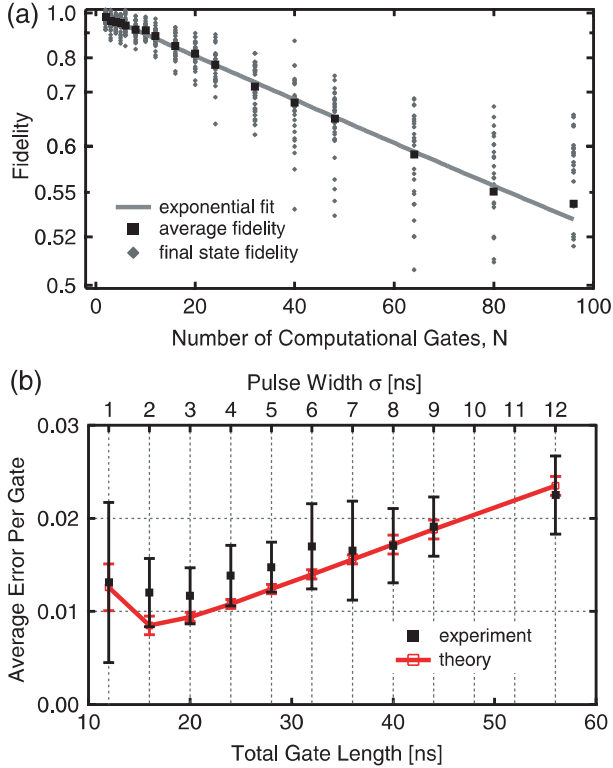 (a)
1.0
0.8
0.7
0.6
0.55
0.52
0.5
Fidelity
exponential fit
average fidelity
final state fidelity
0 20 40 60 80 100
Number of Computational Gates, N
(b)
Pulse Width σ [ns]
1 2 3 4 5 6 7 8 9 10 11 12
0.03
0.02
0.01
0.00
Average Error Per Gate
experiment
theory
10 20 30 40 50 60
Total Gate Length [ns]